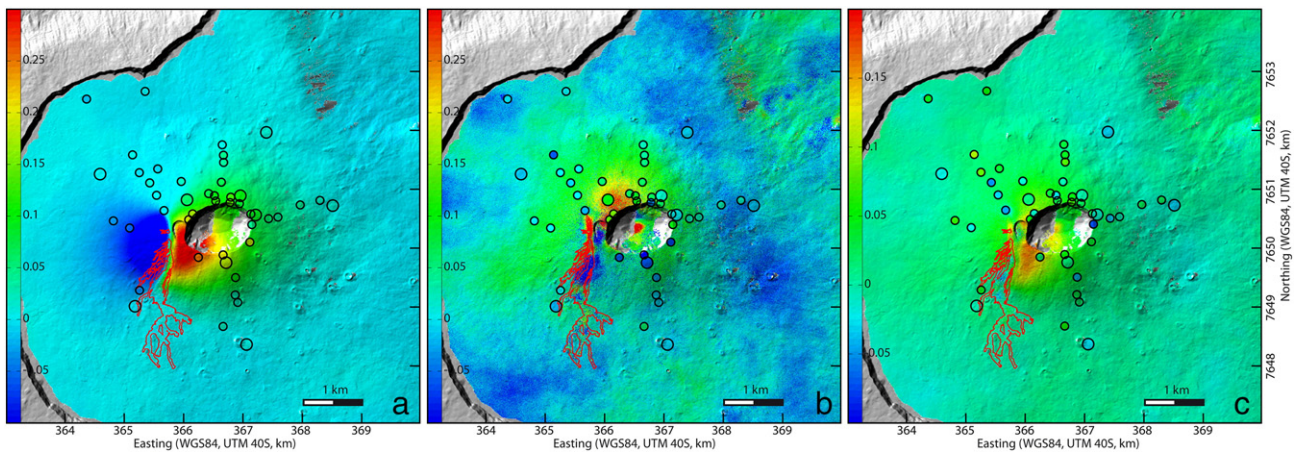 0.25
0.2
0.15
0.1
0.05
0
0.05
364 365 366 367 368 369
Easting (WGS84, UTM 40S, km)
1 km
a
0.25
0.2
0.15
0.1
0.05
0
0.05
364 365 366 367 368 369
Easting (WGS84, UTM 40S, km)
1 km
b
0.15
0.1
0.05
0
0.05
364 365 366 367 368 369
Easting (WGS84, UTM 40S, km)
1 km
c
7653
7652
7651
7650
7649
7648
Northing (WGS84, UTM 40S, km)